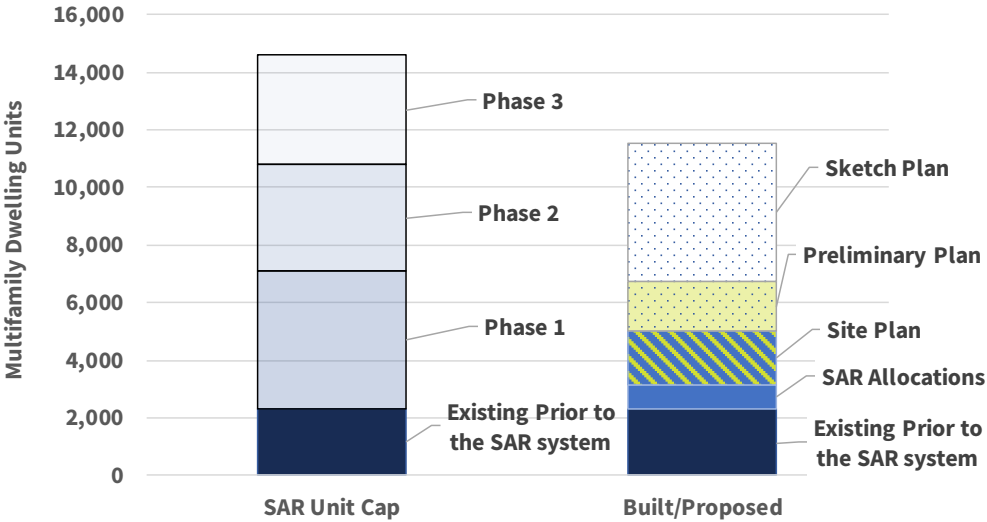 Multifamily Dwelling Units
16,000
14,000
12,000
10,000
8,000
6,000
4,000
2,000
0
Phase 3
Phase 2
Phase 1
Existing Prior to
the SAR system
Sketch Plan
Preliminary Plan
Site Plan
SAR Allocations
Existing Prior to
the SAR system
SAR Unit Cap
Built/Proposed